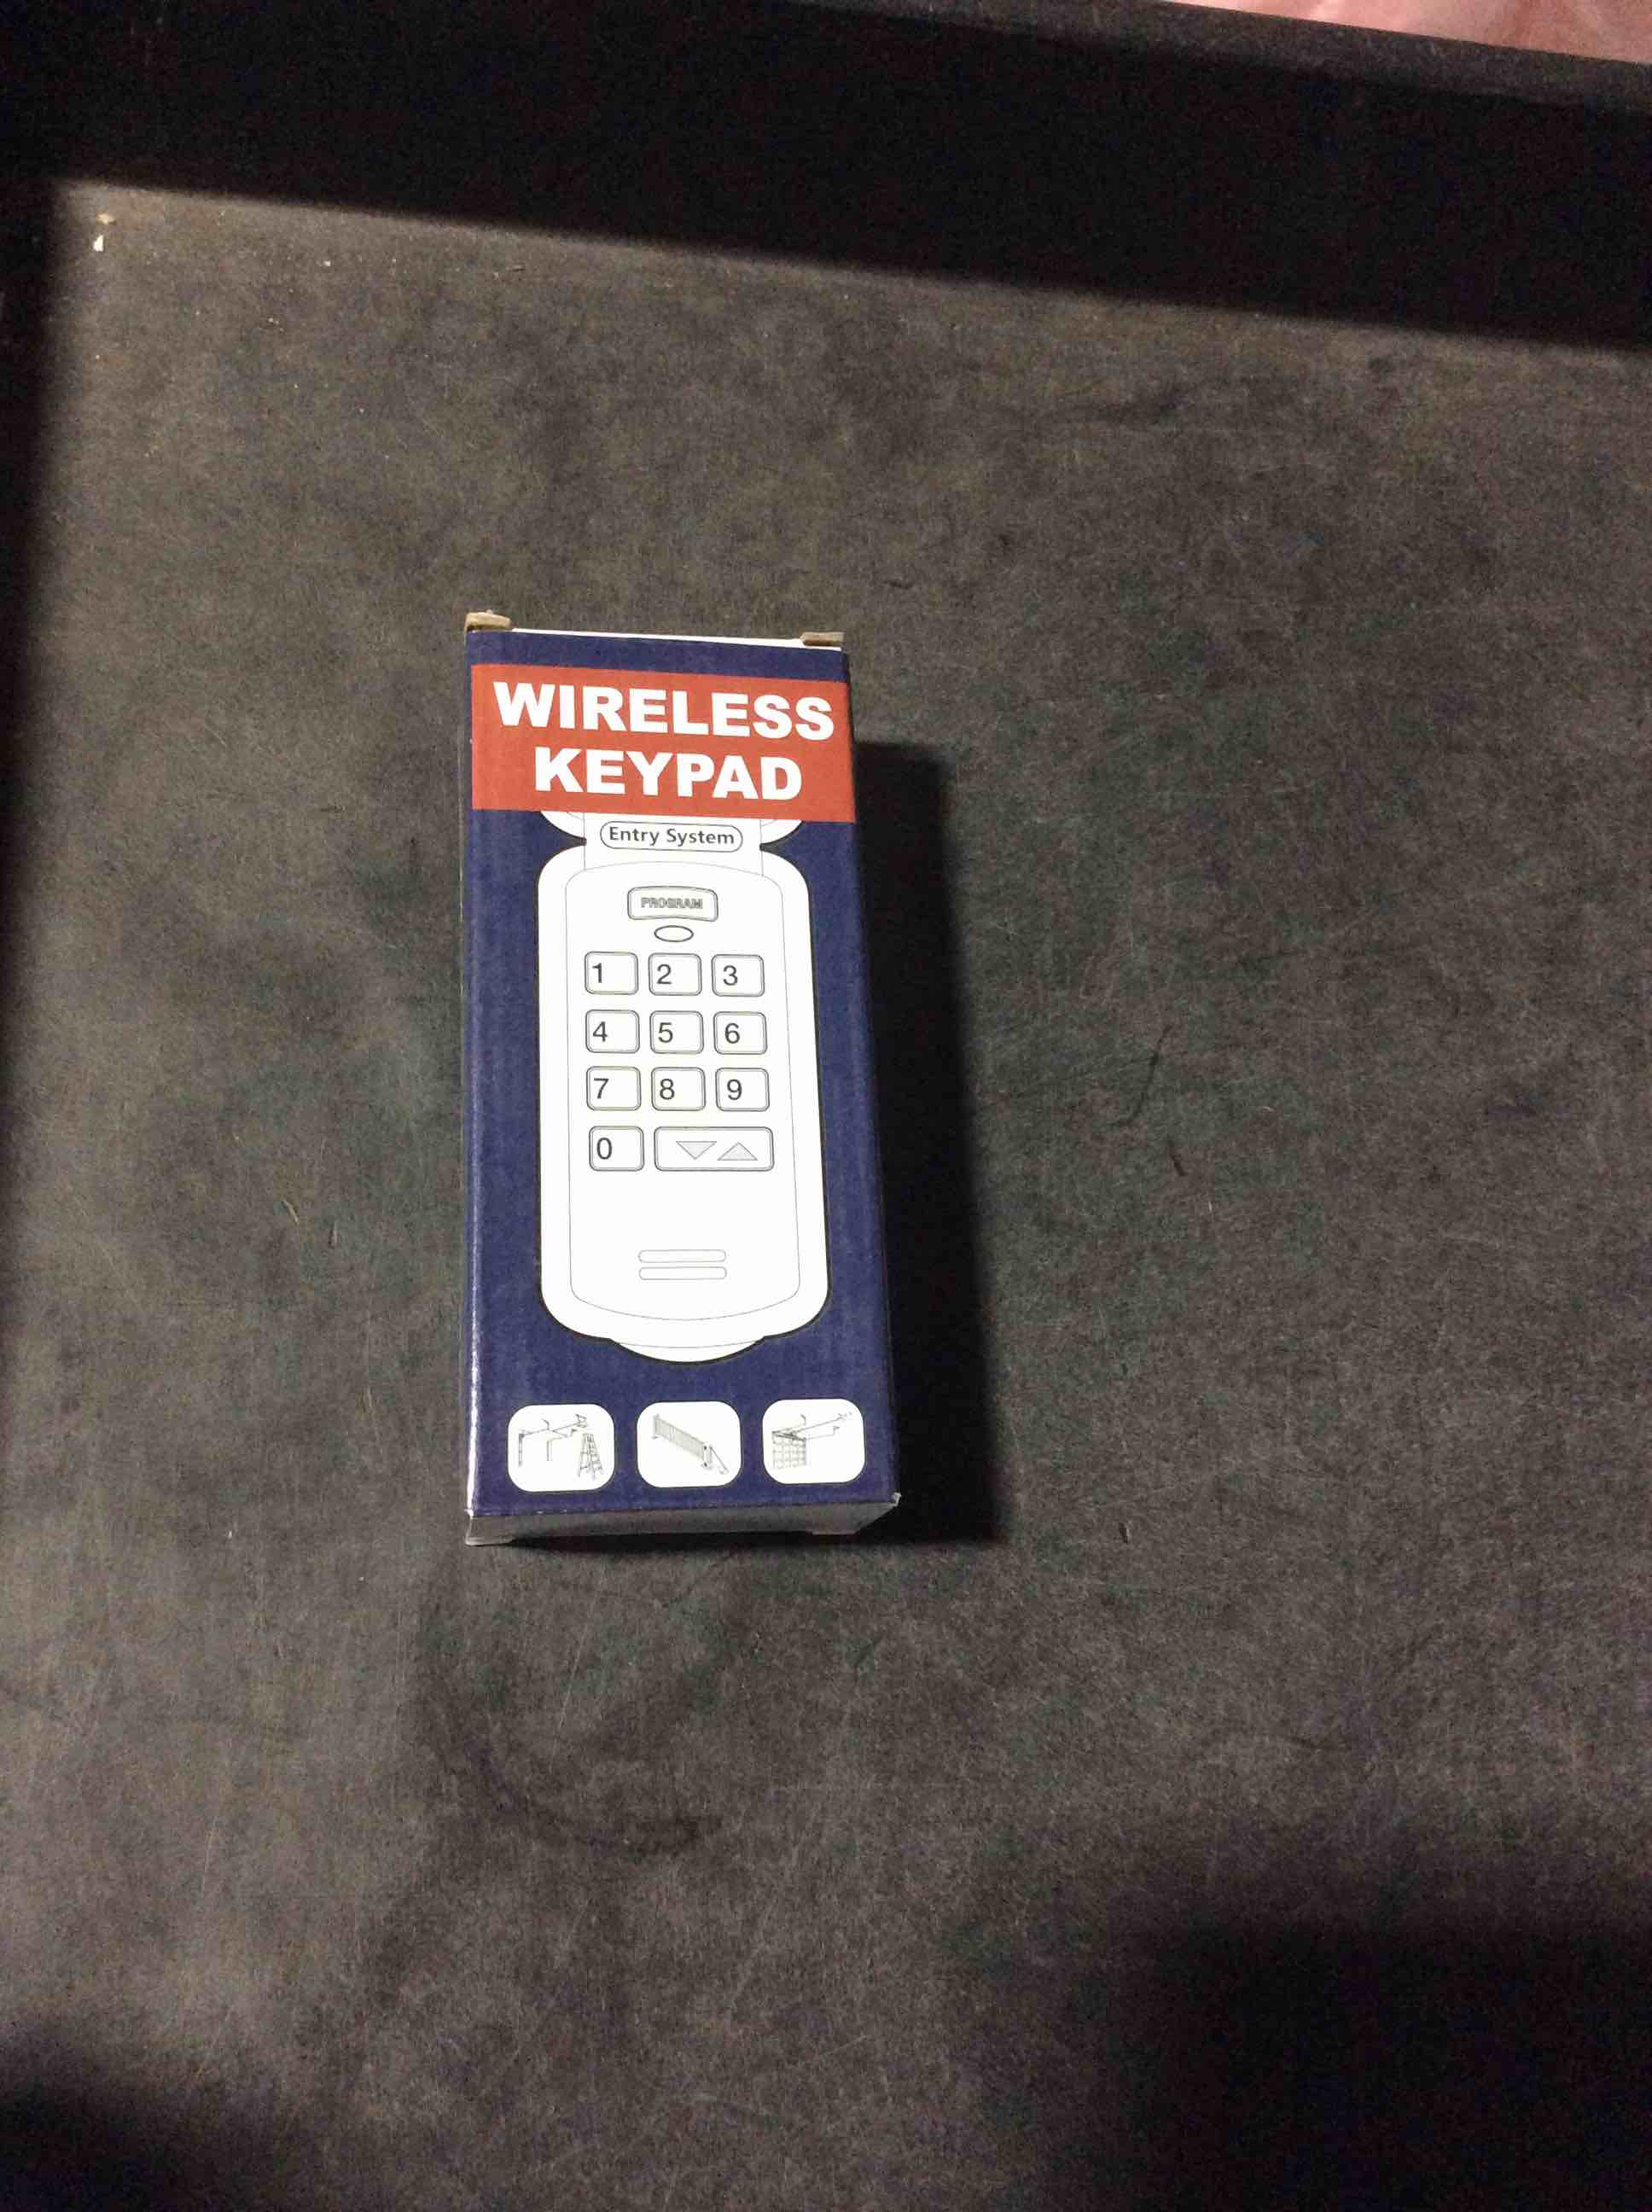 WIRELESS
KEYPAD
Entry System
PROGRAM
1 2 3
4 5 6
7 8 9
0